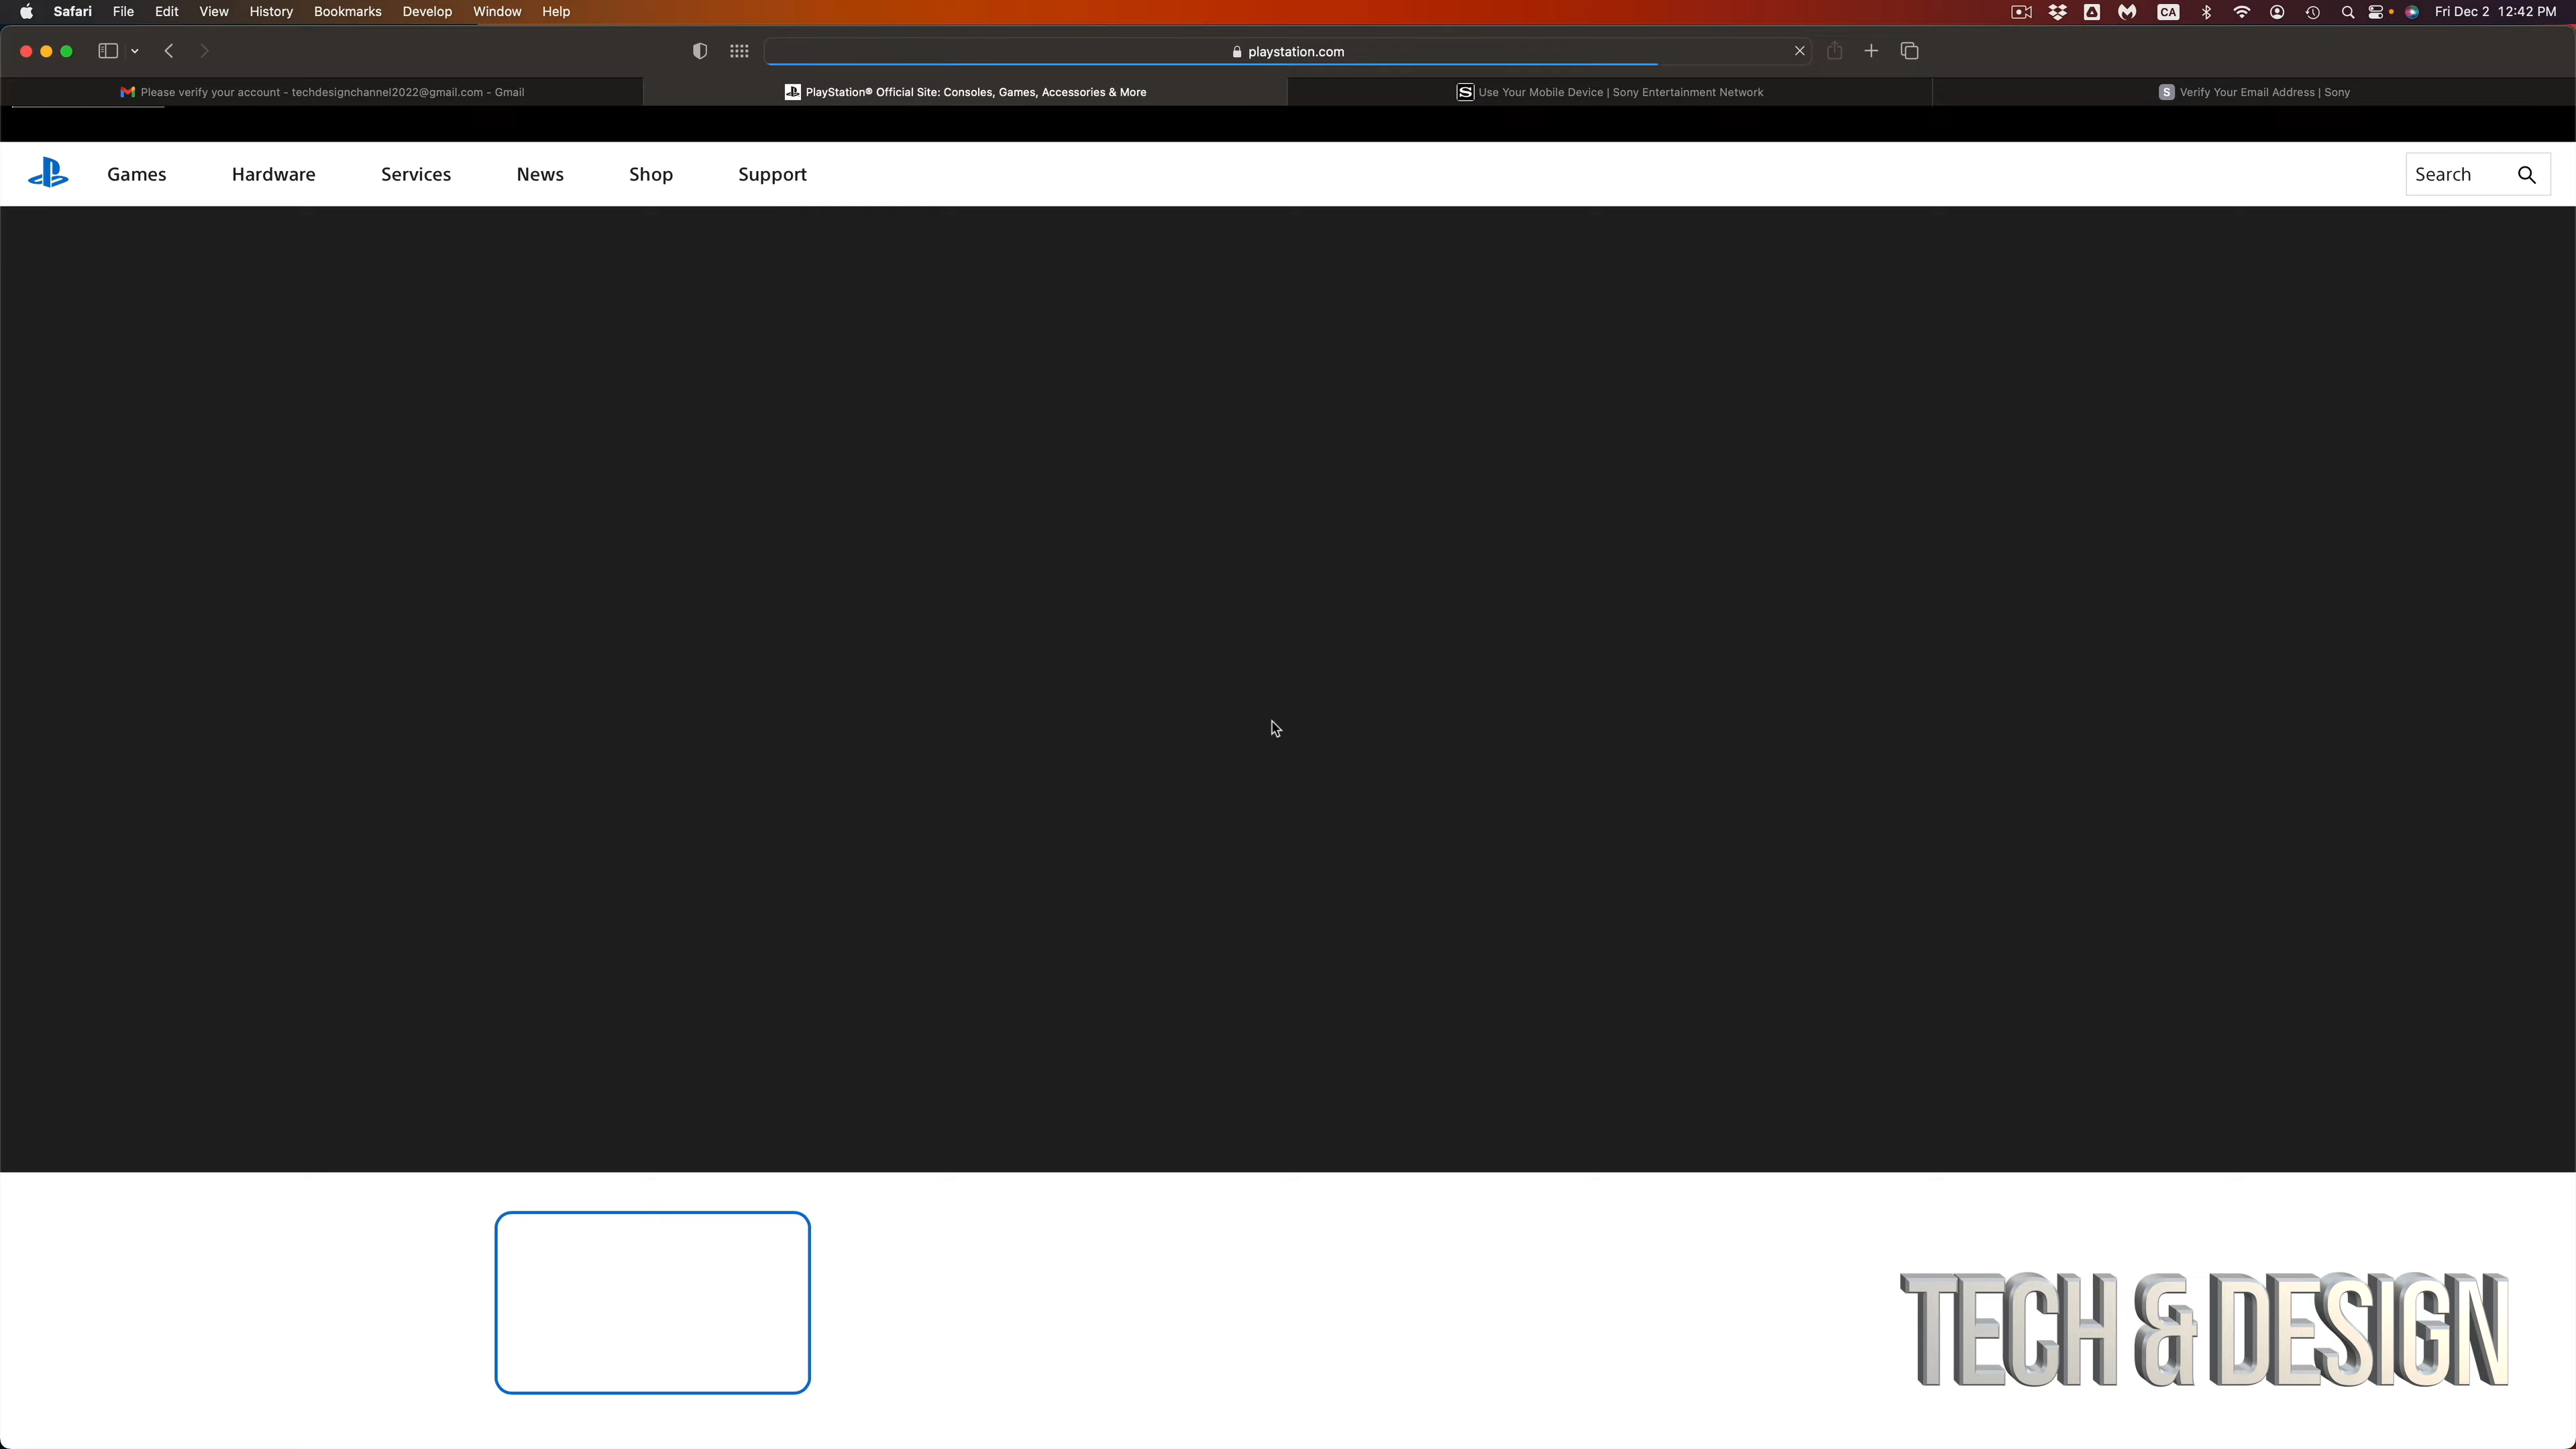 Safari File Edit View History Bookmarks Develop Window Help CA Fri Dec 2 12:42 PM
playstation.com
Please verify your account - techdesignchannel2022@gmail.com - Gmail
PlayStation® Official Site: Consoles, Games, Accessories & More
S Use Your Mobile Device | Sony Entertainment Network
S Verify Your Email Address | Sony
Games Hardware Services News Shop Support Search
TECH & DESIGN